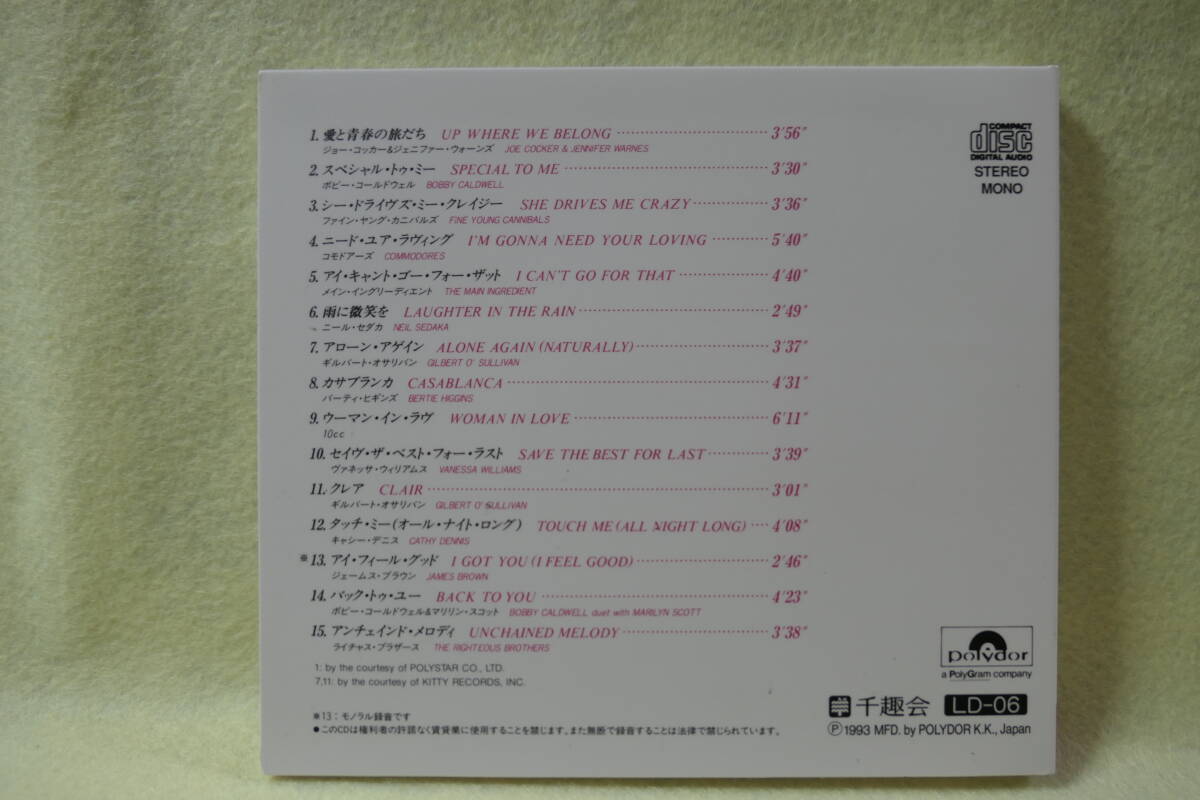 1. 愛と青春の旅だち UP WHERE WE BELONG 3'56"
ジョー・コッカー&ジェニファー・ウォーンズ JOE COCKER & JENNIFER WARNES
2. スペシャル・トゥ・ミー SPECIAL TO ME 3'30"
ボビー・コールドウェル BOBBY CALDWELL
3. シー・ドライヴズ・ミー・クレイジー SHE DRIVES ME CRAZY 3'36"
ファイン・ヤング・カニバルズ FINE YOUNG CANNIBALS
4. ニード・ユア・ラヴィング I'M GONNA NEED YOUR LOVING 5'40"
コモドアーズ COMMODORES
5. アイ・キャント・ゴー・フォー・ザット I CAN'T GO FOR THAT 4'40"
メイン・イングリーディエント THE MAIN INGREDIENT
6. 雨に微笑を LAUGHTER IN THE RAIN 2'49"
ニール・セダカ NEIL SEDAKA
7. アローン・アゲイン ALONE AGAIN (NATURALLY) 3'37"
ギルバート・オサリバン GILBERT O' SULLIVAN
8. カサブランカ CASABLANCA 4'31"
バーティ・ヒギンズ BERTIE HIGGINS
9. ウーマン・イン・ラヴ WOMAN IN LOVE 6'11"
10cc
10. セイヴ・ザ・ベスト・フォー・ラスト SAVE THE BEST FOR LAST 3'39"
ヴァネッサ・ウィリアムス VANESSA WILLIAMS
11. クレア CLAIR 3'01"
ギルバート・オサリバン GILBERT O' SULLIVAN
12. タッチ・ミー(オール・ナイト・ロング) TOUCH ME (ALL NIGHT LONG) 4'08"
キャシー・デニス CATHY DENNIS
※13. アイ・フィール・グッド I GOT YOU (I FEEL GOOD) 2'46"
ジェームス・ブラウン JAMES BROWN
14. バック・トゥ・ユー BACK TO YOU 4'23"
ボビー・コールドウェル&マリリン・スコット BOBBY CALDWELL duet with MARILYN SCOTT
15. アンチェインド・メロディ UNCHAINED MELODY 3'38"
ライチャス・ブラザース THE RIGHTEOUS BROTHERS
1: by the courtesy of POLYSTAR CO., LTD.
7,11: by the courtesy of KITTY RECORDS, INC.
※13:モノラル録音です
●このCDは権利者の許諾なく賃貸業に使用することを禁じます。また無断で録音することは法律で禁じられています。
COMPACT
disc
DIGITAL AUDIO
STEREO
MONO
polydor
a PolyGram company
千趣会 LD-06
Ⓟ1993 MFD. by POLYDOR K.K., Japan